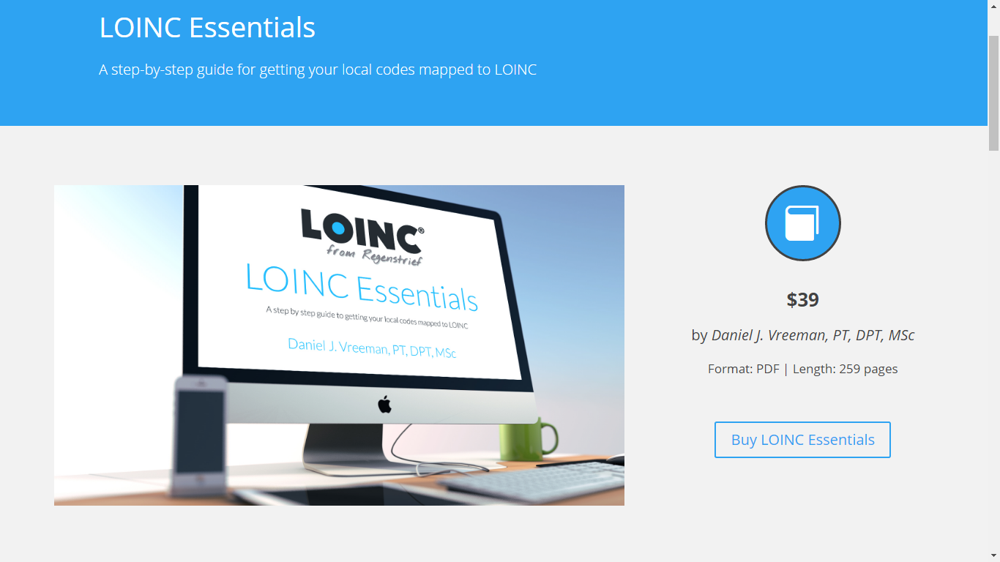 LOINC Essentials
A step-by-step guide for getting your local codes mapped to LOINC
LOINC®
from Regenstrief
LOINC Essentials
A step by step guide to getting your local codes mapped to LOINC
Daniel J. Vreeman, PT, DPT, MSc
$39
by Daniel J. Vreeman, PT, DPT, MSc
Format: PDF | Length: 259 pages
Buy LOINC Essentials